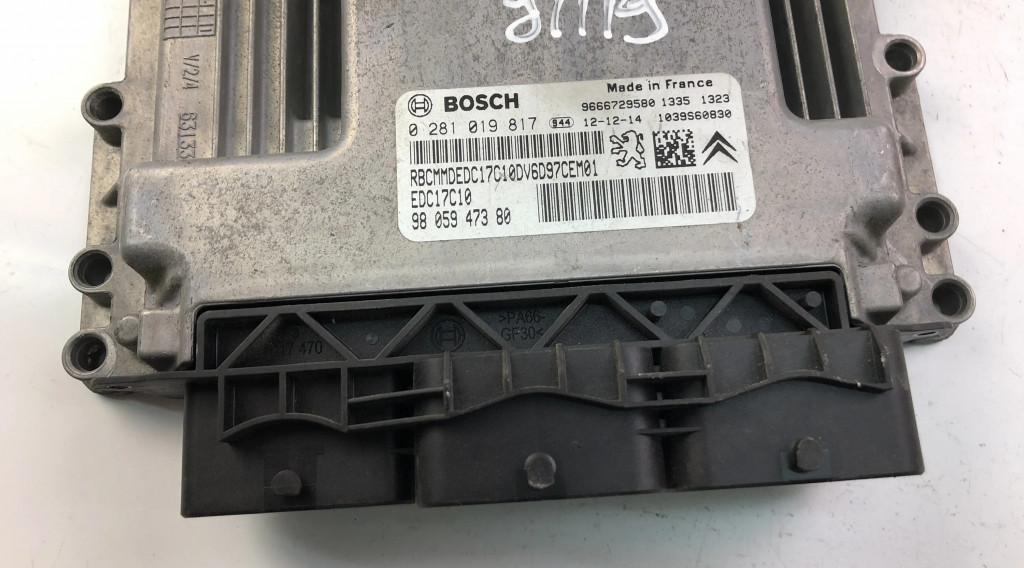 V/2/A
Made in France
BOSCH
9666729580 1335 1323
0 281 019 817 944 12-12-14 1039S60830
RBCMMDEDC17C10DV6D97CEM01
EDC17C10
98 059 473 80
>PA66-
GF30<